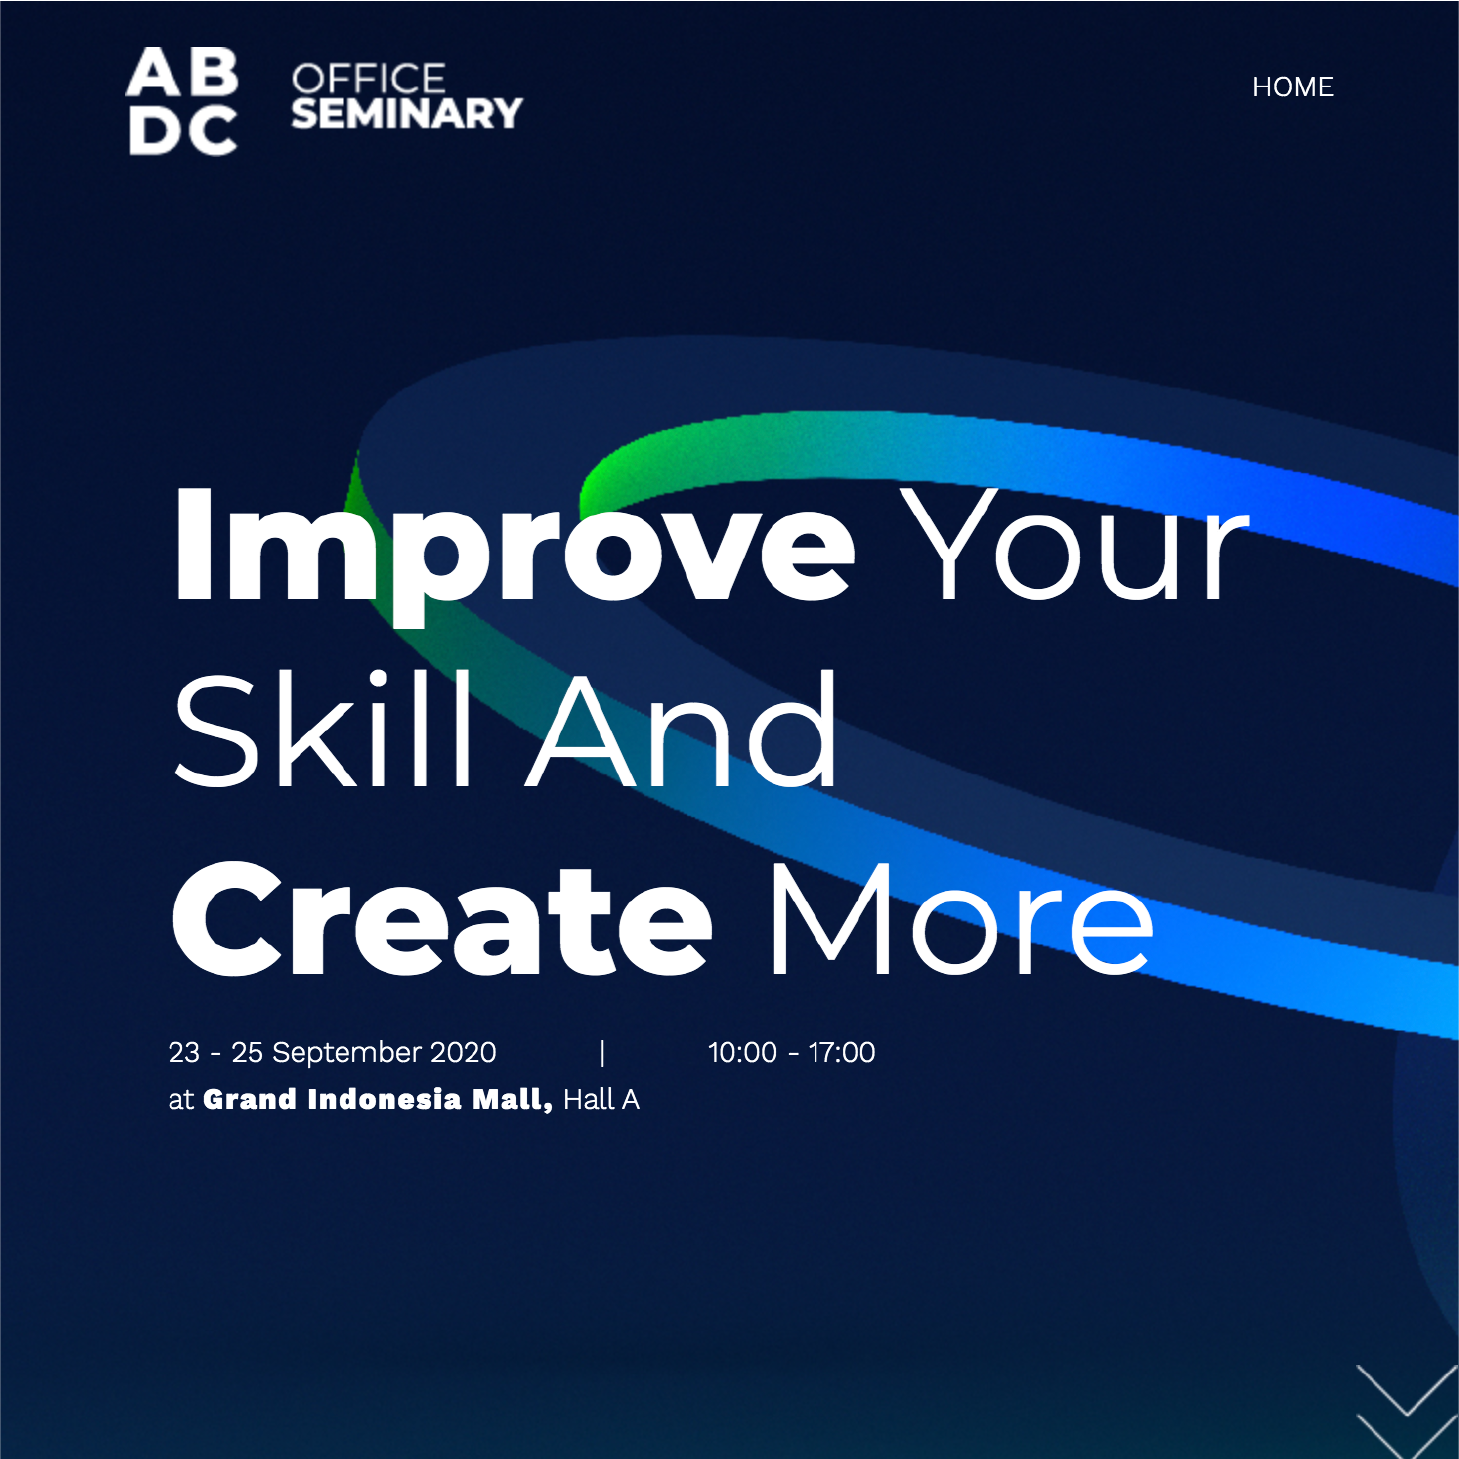 AB
DC
OFFICE
SEMINARY
HOME
Improve Your
Skill And
Create More
23 - 25 September 2020 | 10:00 - 17:00
at Grand Indonesia Mall, Hall A